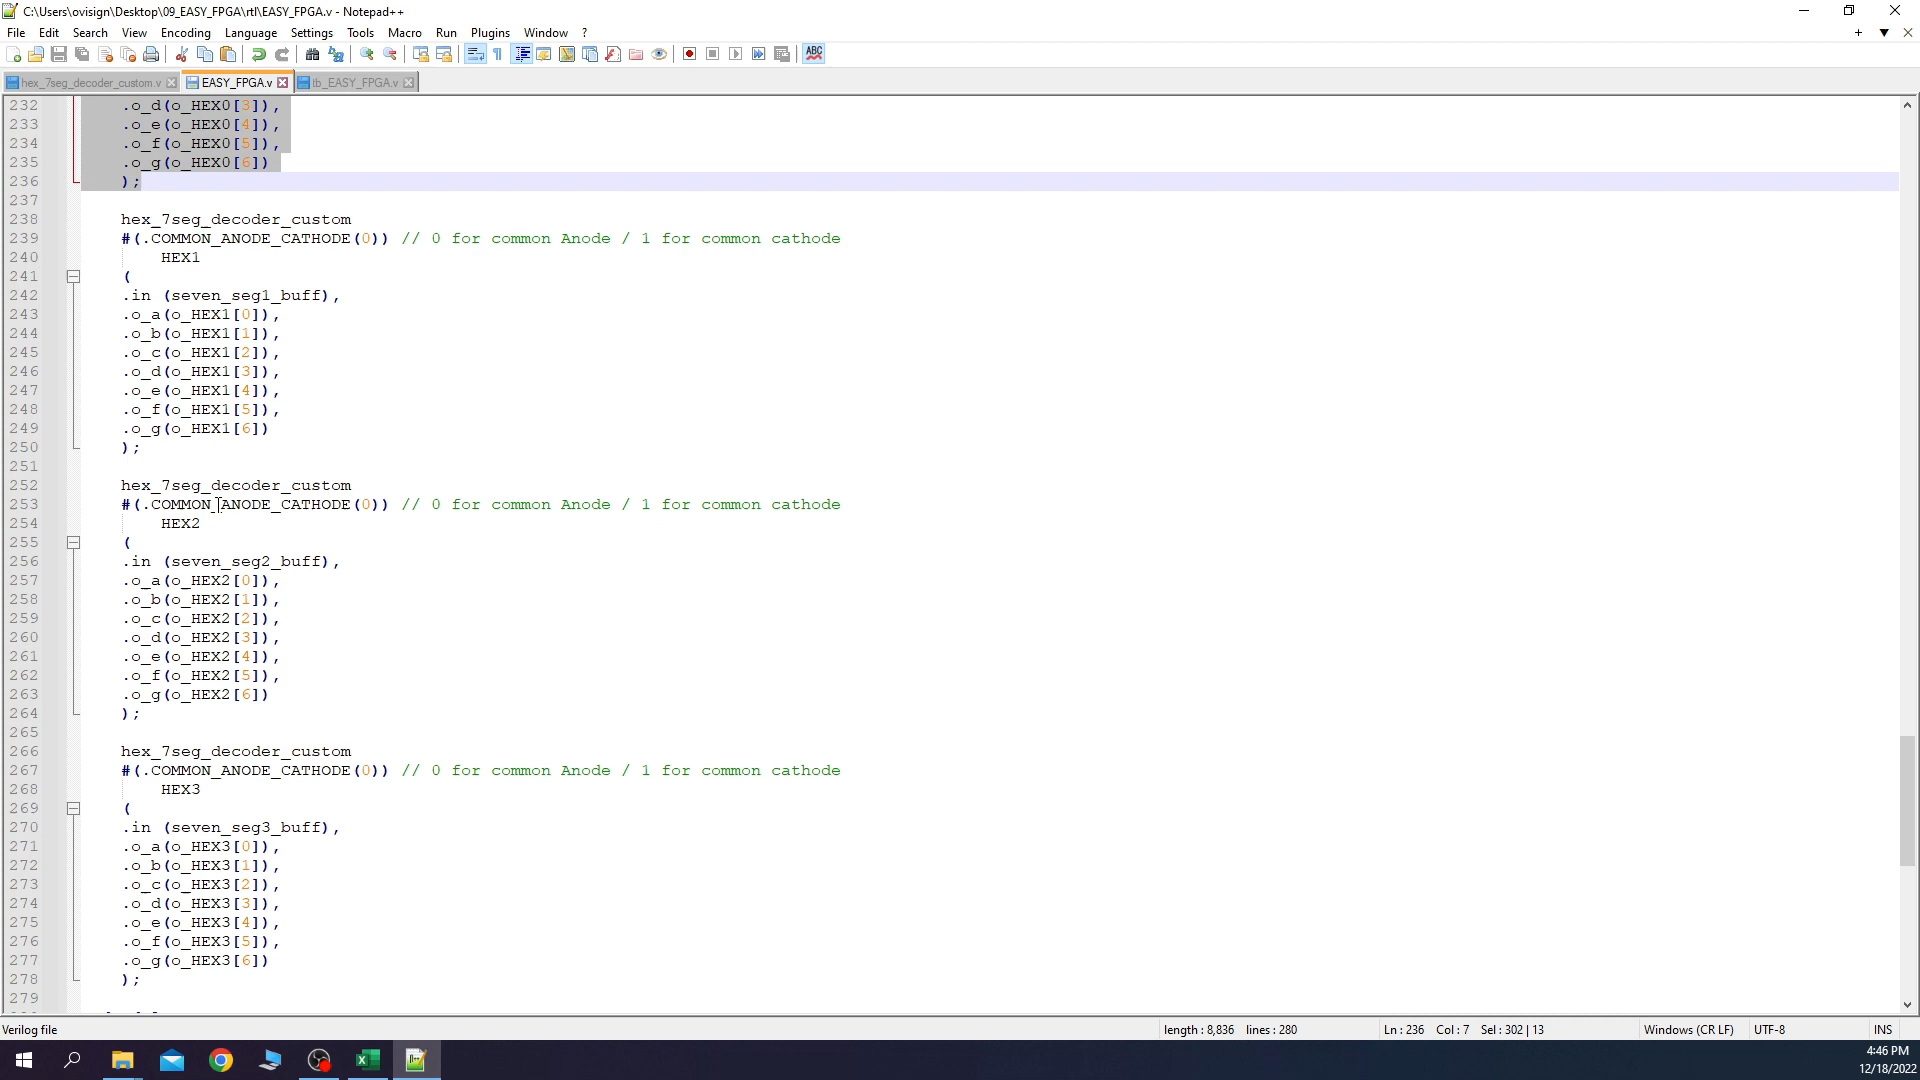 C:\Users\ovisign\Desktop\09_EASY_FPGA\rtl\EASY_FPGA.v - Notepad++
File Edit Search View Encoding Language Settings Tools Macro Run Plugins Window ?
hex_7seg_decoder_custom.v EASY_FPGA.v tb_EASY_FPGA.v
232 .o_d(o_HEX0[3]),
233 .o_e(o_HEX0[4]),
234 .o_f(o_HEX0[5]),
235 .o_g(o_HEX0[6])
236 );
237
238 hex_7seg_decoder_custom
239 #(.COMMON_ANODE_CATHODE(0)) // 0 for common Anode / 1 for common cathode
240 HEX1
241 (
242 .in (seven_seg1_buff),
243 .o_a(o_HEX1[0]),
244 .o_b(o_HEX1[1]),
245 .o_c(o_HEX1[2]),
246 .o_d(o_HEX1[3]),
247 .o_e(o_HEX1[4]),
248 .o_f(o_HEX1[5]),
249 .o_g(o_HEX1[6])
250 );
251
252 hex_7seg_decoder_custom
253 #(.COMMON_ANODE_CATHODE(0)) // 0 for common Anode / 1 for common cathode
254 HEX2
255 (
256 .in (seven_seg2_buff),
257 .o_a(o_HEX2[0]),
258 .o_b(o_HEX2[1]),
259 .o_c(o_HEX2[2]),
260 .o_d(o_HEX2[3]),
261 .o_e(o_HEX2[4]),
262 .o_f(o_HEX2[5]),
263 .o_g(o_HEX2[6])
264 );
265
266 hex_7seg_decoder_custom
267 #(.COMMON_ANODE_CATHODE(0)) // 0 for common Anode / 1 for common cathode
268 HEX3
269 (
270 .in (seven_seg3_buff),
271 .o_a(o_HEX3[0]),
272 .o_b(o_HEX3[1]),
273 .o_c(o_HEX3[2]),
274 .o_d(o_HEX3[3]),
275 .o_e(o_HEX3[4]),
276 .o_f(o_HEX3[5]),
277 .o_g(o_HEX3[6])
278 );
279
Verilog file length : 8,836 lines : 280 Ln : 236 Col : 7 Sel : 302 | 13 Windows (CR LF) UTF-8 INS
4:46 PM
12/18/2022